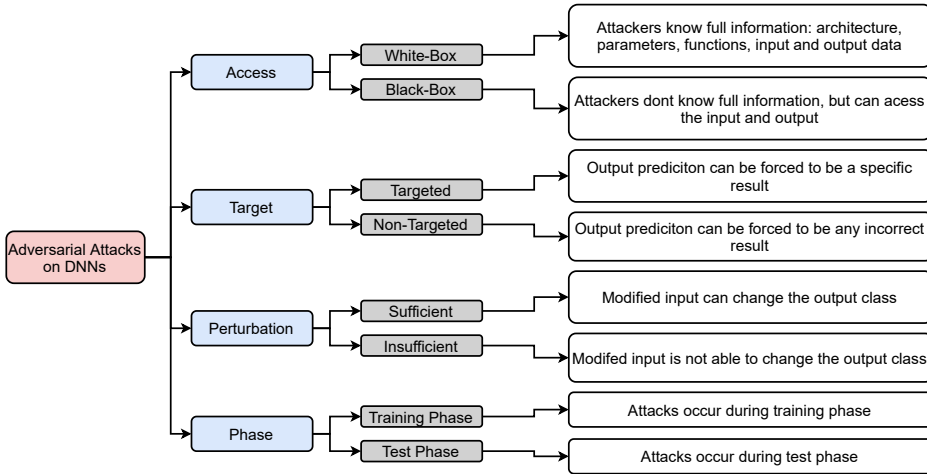 Adversarial Attacks
on DNNs
Access
White-Box
Attackers know full information: architecture,
parameters, functions, input and output data
Black-Box
Attackers dont know full information, but can acess
the input and output
Target
Targeted
Output prediciton can be forced to be a specific
result
Non-Targeted
Output prediciton can be forced to be any incorrect
result
Perturbation
Sufficient
Modified input can change the output class
Insufficient
Modifed input is not able to change the output class
Phase
Training Phase
Attacks occur during training phase
Test Phase
Attacks occur during test phase